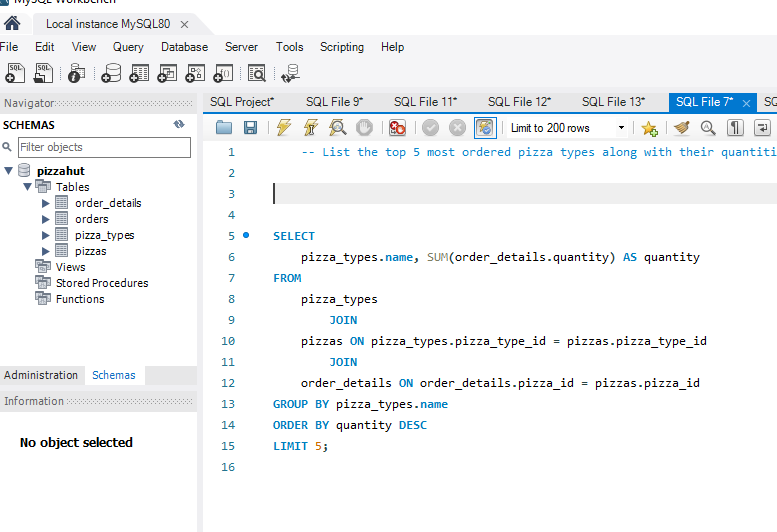 MySQL Workbench
Local instance MySQL80
File Edit View Query Database Server Tools Scripting Help
Navigator
SCHEMAS
Filter objects
pizzahut
Tables
order_details
orders
pizza_types
pizzas
Views
Stored Procedures
Functions
Administration Schemas
Information
No object selected
SQL Project* SQL File 9* SQL File 11* SQL File 12* SQL File 13* SQL File 7*
Limit to 200 rows
1 -- List the top 5 most ordered pizza types along with their quantiti
2
3
4
5 SELECT
6 pizza_types.name, SUM(order_details.quantity) AS quantity
7 FROM
8 pizza_types
9 JOIN
10 pizzas ON pizza_types.pizza_type_id = pizzas.pizza_type_id
11 JOIN
12 order_details ON order_details.pizza_id = pizzas.pizza_id
13 GROUP BY pizza_types.name
14 ORDER BY quantity DESC
15 LIMIT 5;
16